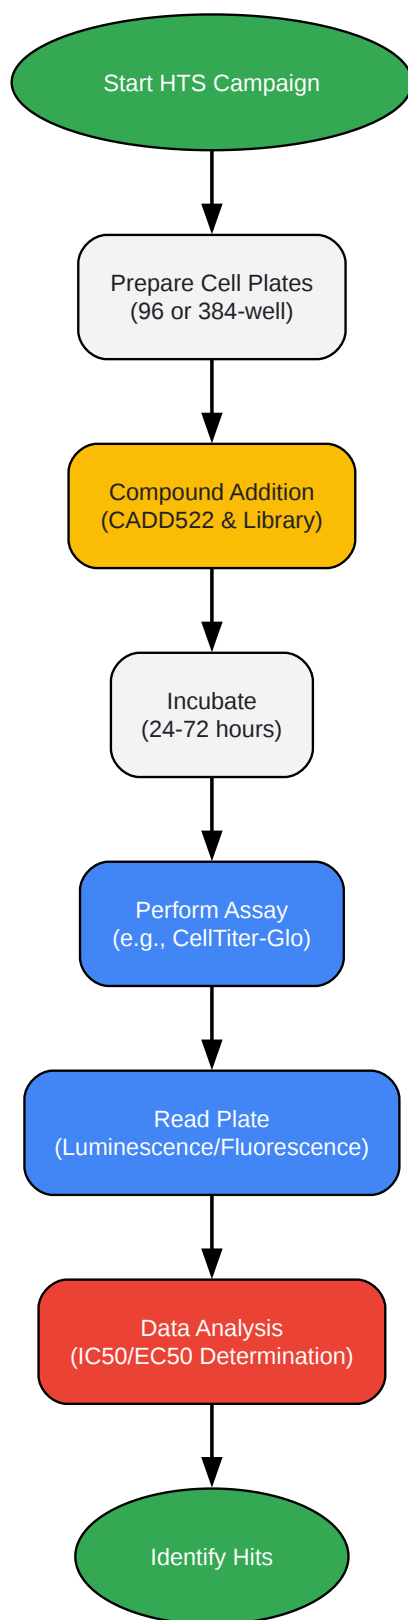 Start HTS Campaign
Prepare Cell Plates
(96 or 384-well)
Compound Addition
(CADD522 & Library)
Incubate
(24-72 hours)
Perform Assay
(e.g., CellTiter-Glo)
Read Plate
(Luminescence/Fluorescence)
Data Analysis
(IC50/EC50 Determination)
Identify Hits